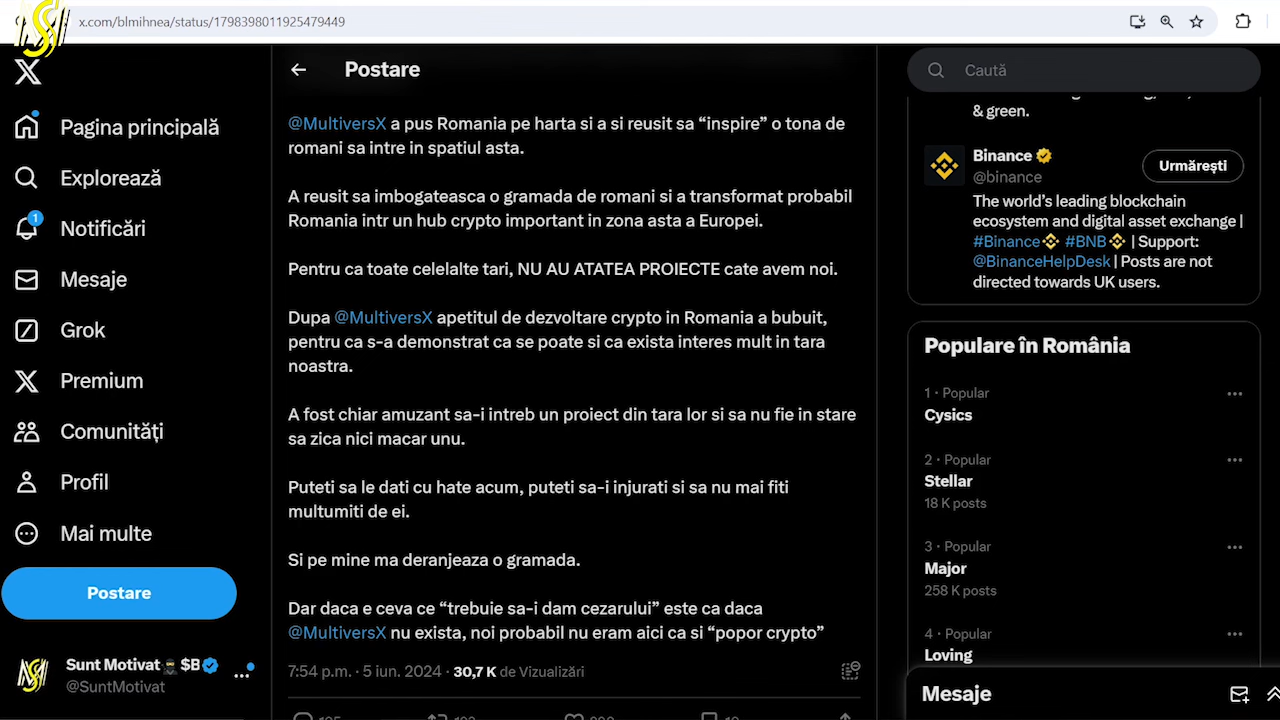 x.com/blmihnea/status/1798398011925479449
Pagina principală
Explorează
1
Notificări
Mesaje
Grok
Premium
Comunități
Profil
Mai multe
Postare
Sunt Motivat $B
@SuntMotivat
Postare
@MultiversX a pus Romania pe harta si a si reusit sa “inspire” o tona de
romani sa intre in spatiul asta.
A reusit sa imbogateasca o gramada de romani si a transformat probabil
Romania intr un hub crypto important in zona asta a Europei.
Pentru ca toate celelalte tari, NU AU ATATEA PROIECTE cate avem noi.
Dupa @MultiversX apetitul de dezvoltare crypto in Romania a bubuit,
pentru ca s-a demonstrat ca se poate si ca exista interes mult in tara
noastra.
A fost chiar amuzant sa-i intreb un proiect din tara lor si sa nu fie in stare
sa zica nici macar unu.
Puteti sa le dati cu hate acum, puteti sa-i injurati si sa nu mai fiti
multumiti de ei.
Si pe mine ma deranjeaza o gramada.
Dar daca e ceva ce “trebuie sa-i dam cezarului” este ca daca
@MultiversX nu exista, noi probabil nu eram aici ca si “popor crypto”
7:54 p.m. · 5 iun. 2024 · 30,7 K de Vizualizări
Caută
& green.
Binance
@binance
Urmărești
The world’s leading blockchain
ecosystem and digital asset exchange |
#Binance #BNB | Support:
@BinanceHelpDesk | Posts are not
directed towards UK users.
Populare în România
1 · Popular
Cysics
2 · Popular
Stellar
18 K posts
3 · Popular
Major
258 K posts
4 · Popular
Loving
Mesaje